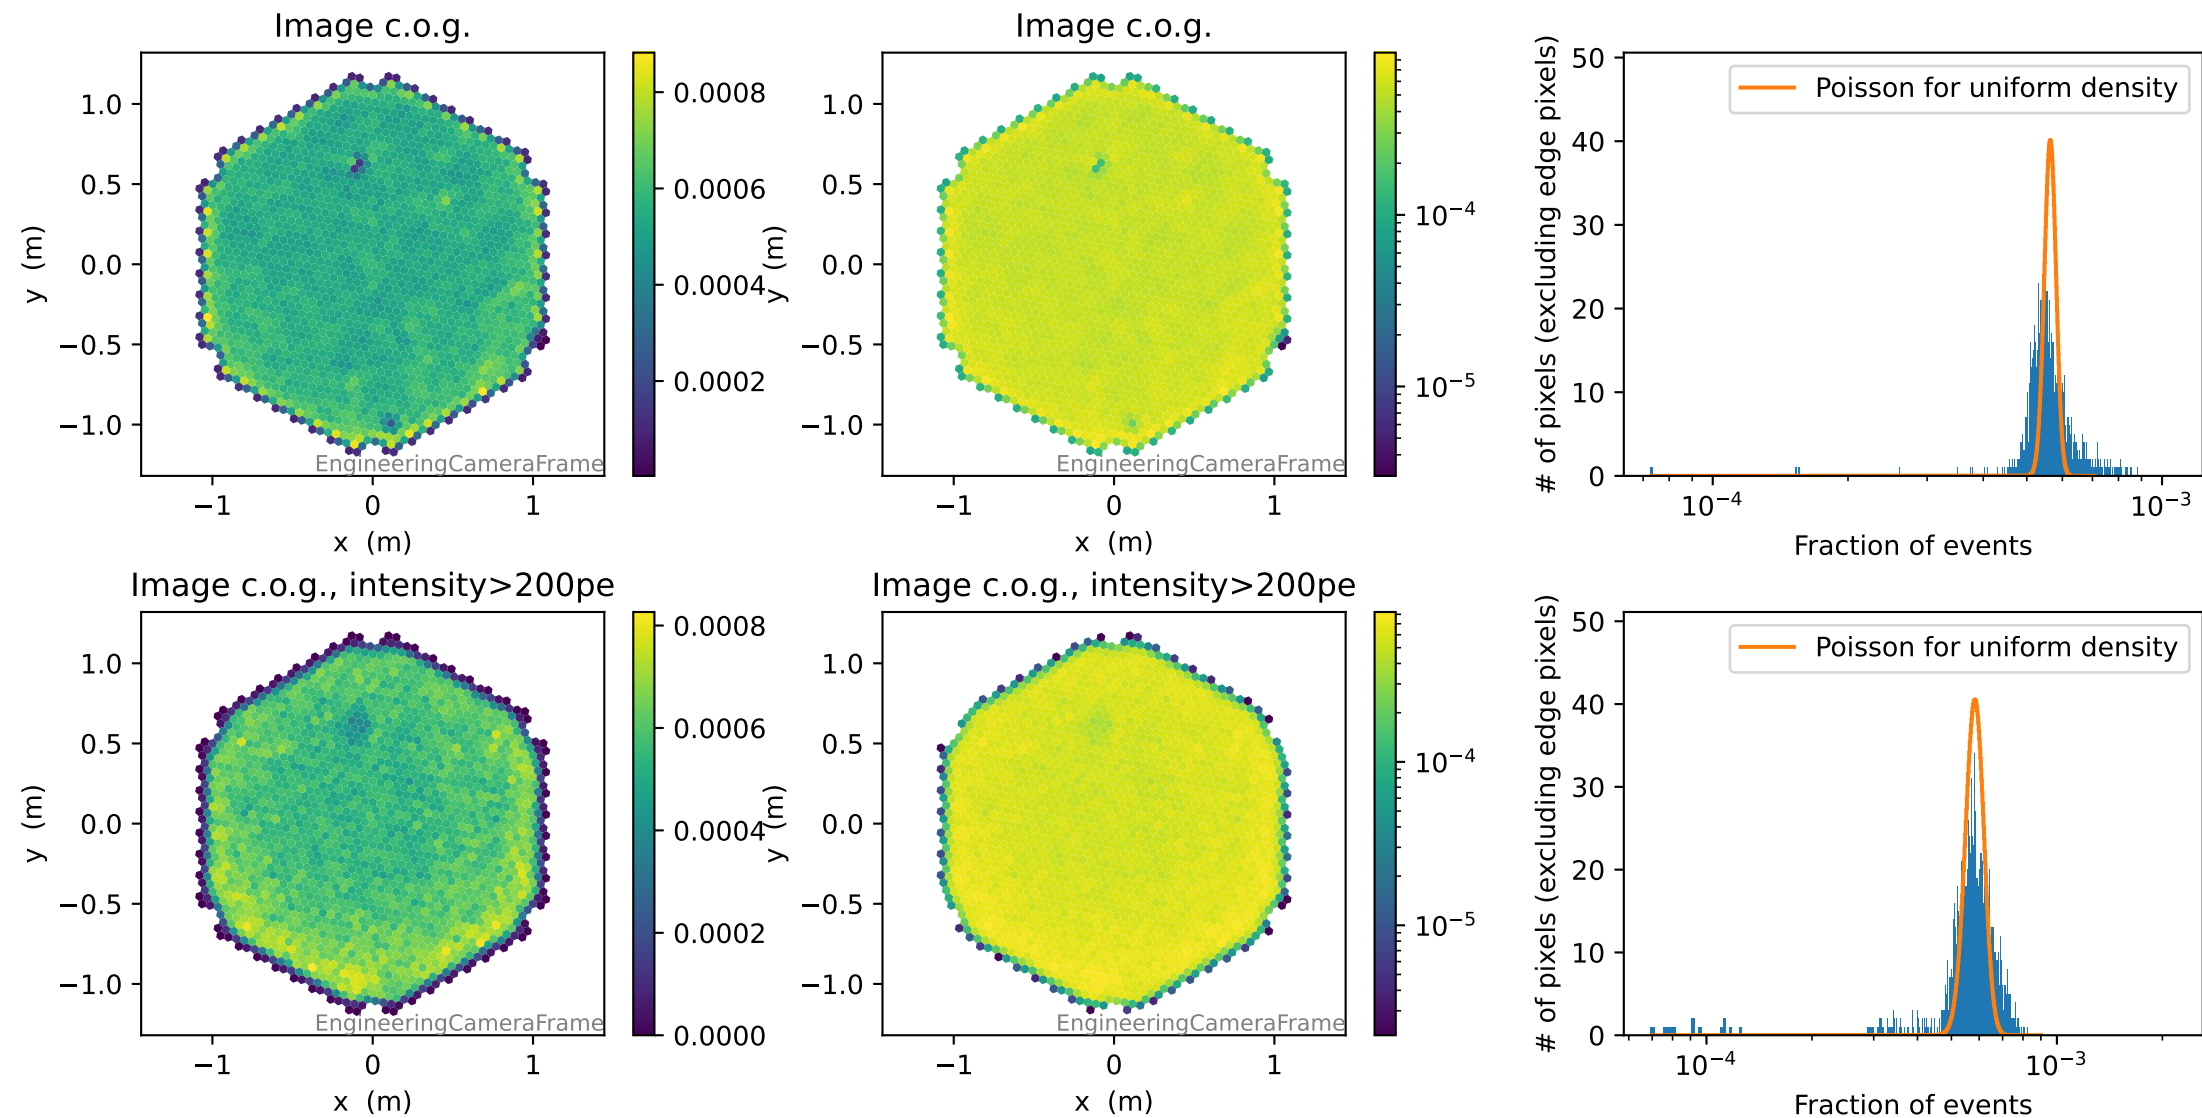 Image c.o.g.
y (m)
1.0
0.5
0.0
−0.5
−1.0
EngineeringCameraFrame
−1 0 1
x (m)
0.0008
0.0006
0.0004
0.0002
Image c.o.g.
y (m)
1.0
0.5
0.0
−0.5
−1.0
EngineeringCameraFrame
−1 0 1
x (m)
10−4
10−5
# of pixels (excluding edge pixels)
50
40
30
20
10
0
Poisson for uniform density
10−4 10−3
Fraction of events
Image c.o.g., intensity>200pe
y (m)
1.0
0.5
0.0
−0.5
−1.0
EngineeringCameraFrame
−1 0 1
x (m)
0.0008
0.0006
0.0004
0.0002
0.0000
Image c.o.g., intensity>200pe
y (m)
1.0
0.5
0.0
−0.5
−1.0
EngineeringCameraFrame
−1 0 1
x (m)
10−4
10−5
# of pixels (excluding edge pixels)
50
40
30
20
10
0
Poisson for uniform density
10−4 10−3
Fraction of events